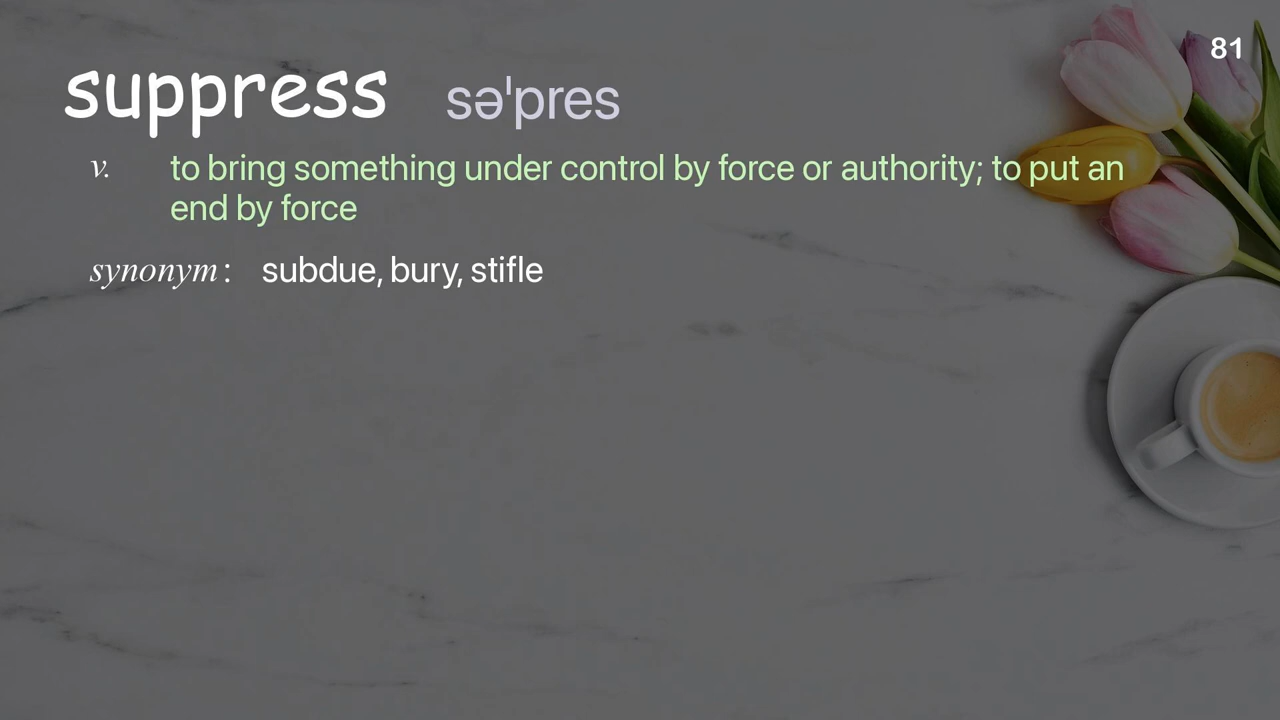 81
suppress səˈpres
v. to bring something under control by force or authority; to put an
end by force
synonym: subdue, bury, stifle